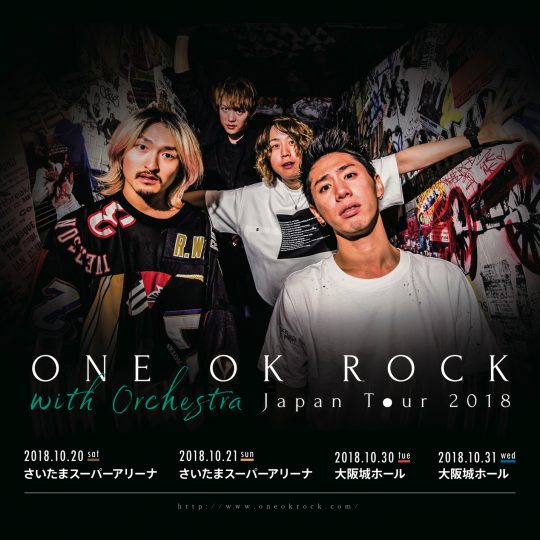 R.W
ONE OK ROCK
with Orchestra Japan Tour 2018
2018.10.20 sat
さいたまスーパーアリーナ
2018.10.21 sun
さいたまスーパーアリーナ
2018.10.30 tue
大阪城ホール
2018.10.31 wed
大阪城ホール
http://www.oneokrock.com/